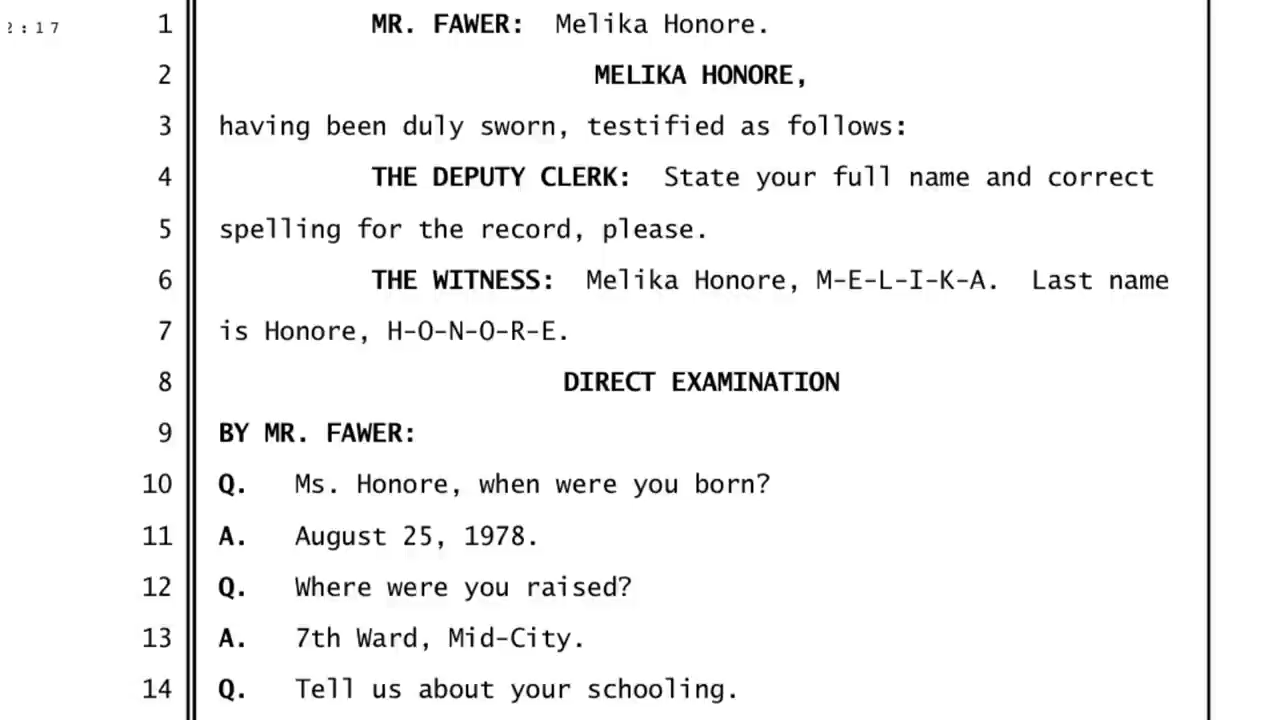 2:17 1 MR. FAWER: Melika Honore.
2 MELIKA HONORE,
3 having been duly sworn, testified as follows:
4 THE DEPUTY CLERK: State your full name and correct
5 spelling for the record, please.
6 THE WITNESS: Melika Honore, M-E-L-I-K-A. Last name
7 is Honore, H-O-N-O-R-E.
8 DIRECT EXAMINATION
9 BY MR. FAWER:
10 Q. Ms. Honore, when were you born?
11 A. August 25, 1978.
12 Q. Where were you raised?
13 A. 7th Ward, Mid-City.
14 Q. Tell us about your schooling.